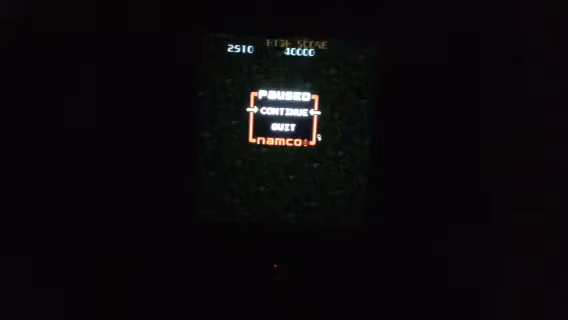 HIGH SCORE
2510 40000
PAUSED
CONTINUE
QUIT
namco